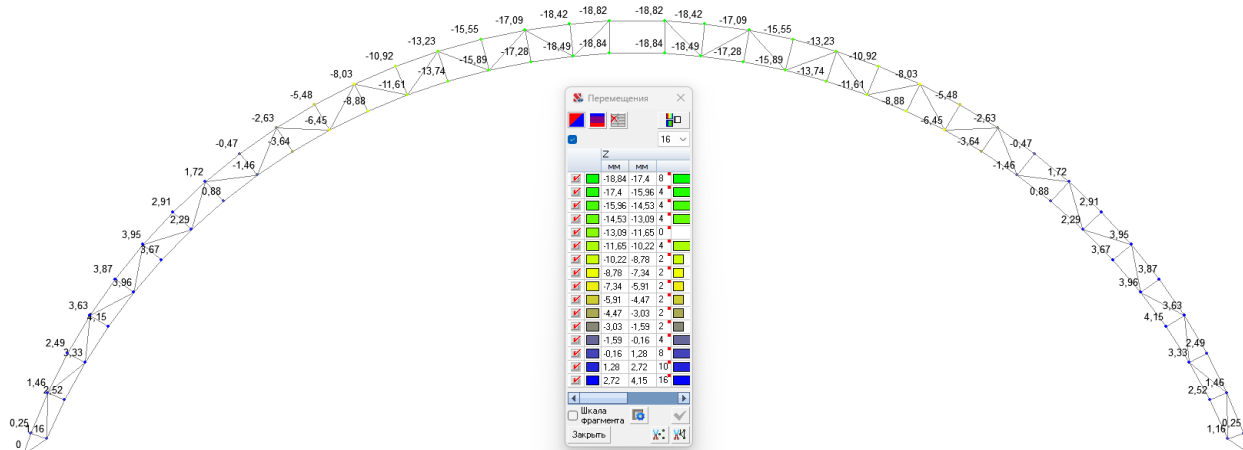 -18,42 -18,82 -18,82 -18,42
-17,09 -17,09
-15,55 -15,55
-13,23 -18,49 -18,84 -18,84 -18,49 -13,23
-17,28 -17,28
-10,92 -15,89 -15,89 -10,92
-8,03 -13,74 -13,74 -8,03
-11,61 -11,61
-5,48 -8,88 -8,88 -5,48
-2,63 -6,45 -6,45 -2,63
-0,47 -3,64 -3,64 -0,47
1,72 -1,46 -1,46 1,72
0,88 0,88
2,91 2,29 2,29 2,91
3,95 3,67 3,67 3,95
3,87 3,96 3,96 3,87
3,63 4,15 4,15 3,63
2,49 3,33 3,33 2,49
1,46 2,52 2,52 1,46
0,25 1,16 1,16 0,25
0
Перемещения
16
Z
мм мм
-18,84 -17,4 8
-17,4 -15,96 4
-15,96 -14,53 4
-14,53 -13,09 4
-13,09 -11,65 0
-11,65 -10,22 4
-10,22 -8,78 2
-8,78 -7,34 2
-7,34 -5,91 2
-5,91 -4,47 2
-4,47 -3,03 2
-3,03 -1,59 2
-1,59 -0,16 4
-0,16 1,28 8
1,28 2,72 10
2,72 4,15 16
Шкала
фрагмента
Закрыть